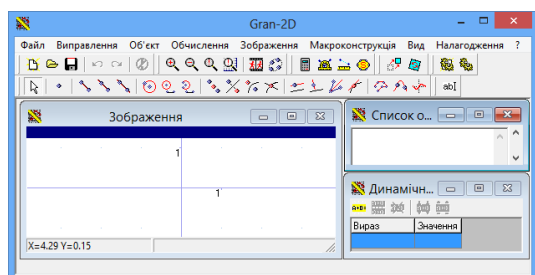 Gran-2D
Файл Виправлення Об'єкт Обчислення Зображення Макроконструкція Вид Налагодження ?
abI
Зображення
1
1
X=4.29 Y=0.15
Список о...
Динамічн...
A+B=
Вираз Значення